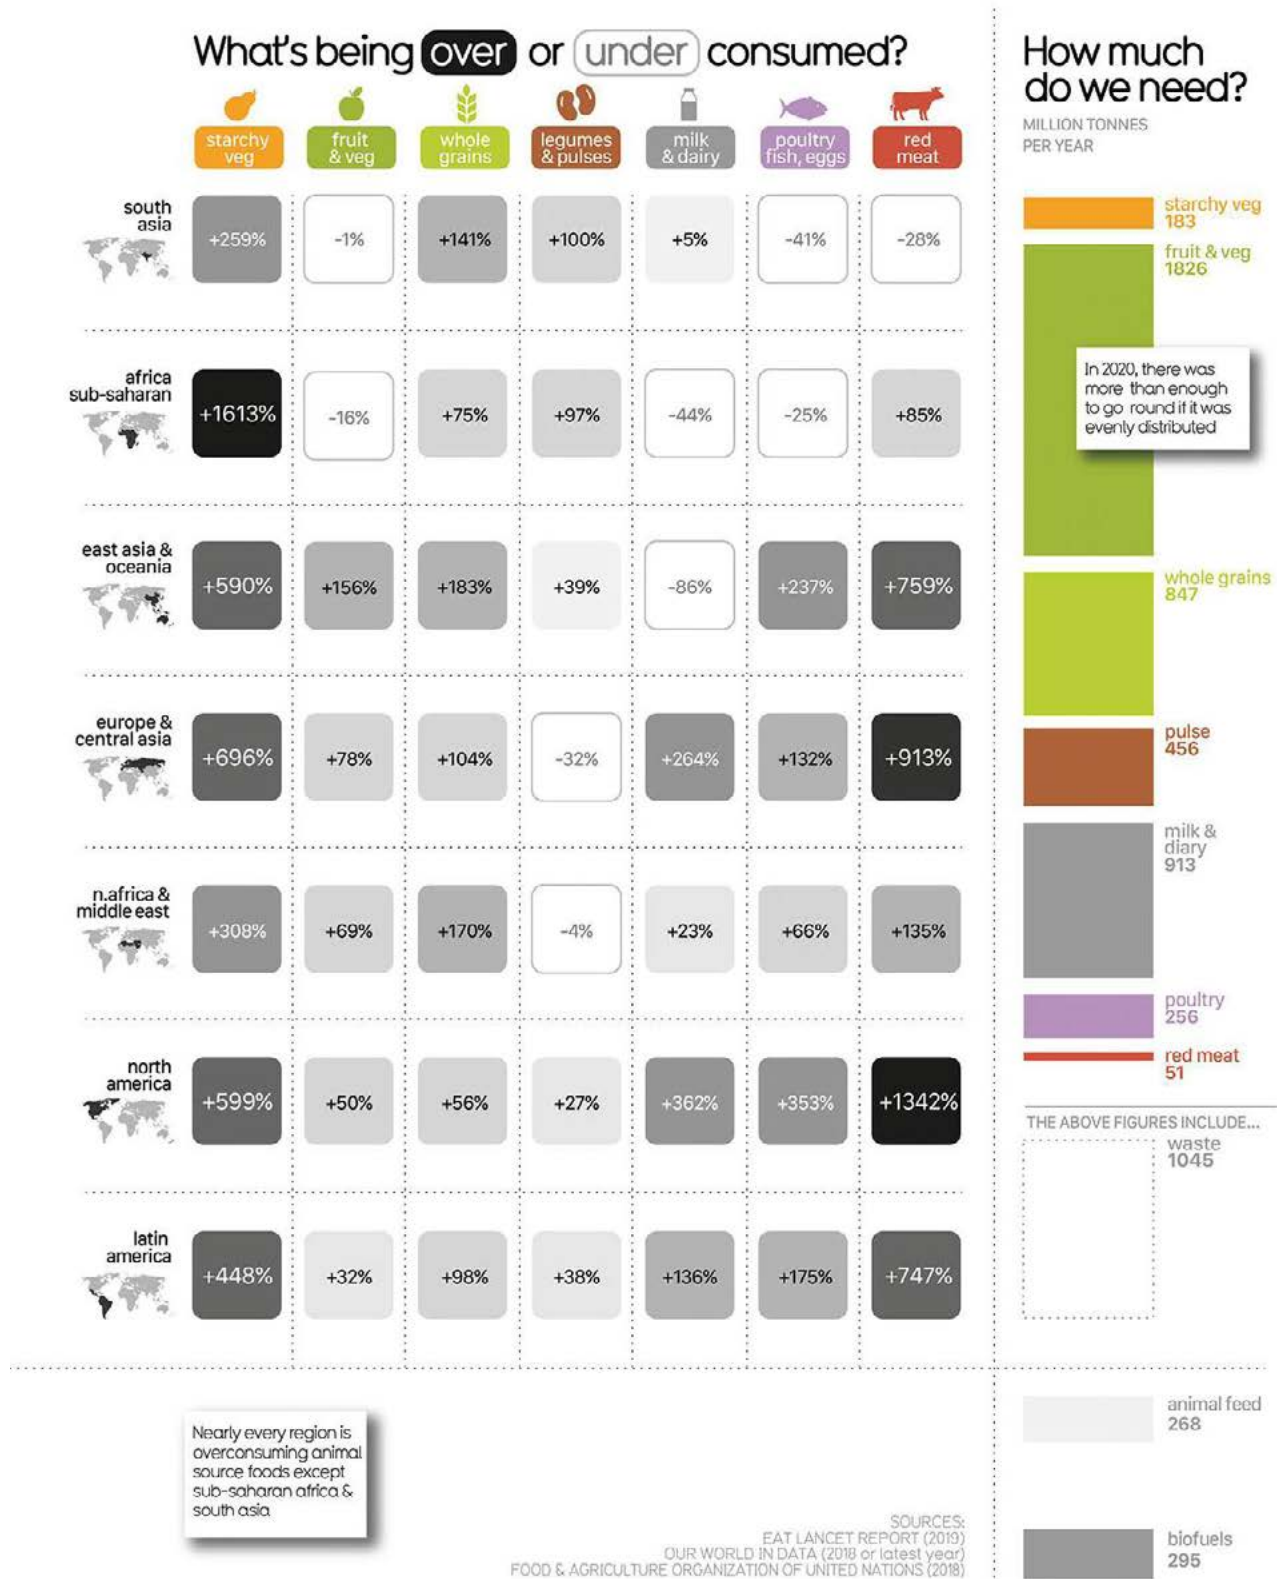 What's being over or under consumed?
starchy
veg
fruit
& veg
whole
grains
legumes
& pulses
milk
& dairy
poultry
fish, eggs
red
meat
south
asia
+259%
-1%
+141%
+100%
+5%
-41%
-28%
africa
sub-saharan
+1613%
-16%
+75%
+97%
-44%
-25%
+85%
east asia &
oceania
+590%
+156%
+183%
+39%
-86%
+237%
+759%
europe &
central asia
+696%
+78%
+104%
-32%
+264%
+132%
+913%
n.africa &
middle east
+308%
+69%
+170%
-4%
+23%
+66%
+135%
north
america
+599%
+50%
+56%
+27%
+362%
+353%
+1342%
latin
america
+448%
+32%
+98%
+38%
+136%
+175%
+747%
Nearly every region is
overconsuming animal
source foods except
sub-saharan africa &
south asia
SOURCES:
EAT LANCET REPORT (2019)
OUR WORLD IN DATA (2018 or latest year)
FOOD & AGRICULTURE ORGANIZATION OF UNITED NATIONS (2018)
How much
do we need?
MILLION TONNES
PER YEAR
starchy veg
183
fruit & veg
1826
In 2020, there was
more than enough
to go round if it was
evenly distributed
whole grains
847
pulse
456
milk &
diary
913
poultry
256
red meat
51
THE ABOVE FIGURES INCLUDE...
waste
1045
animal feed
268
biofuels
295